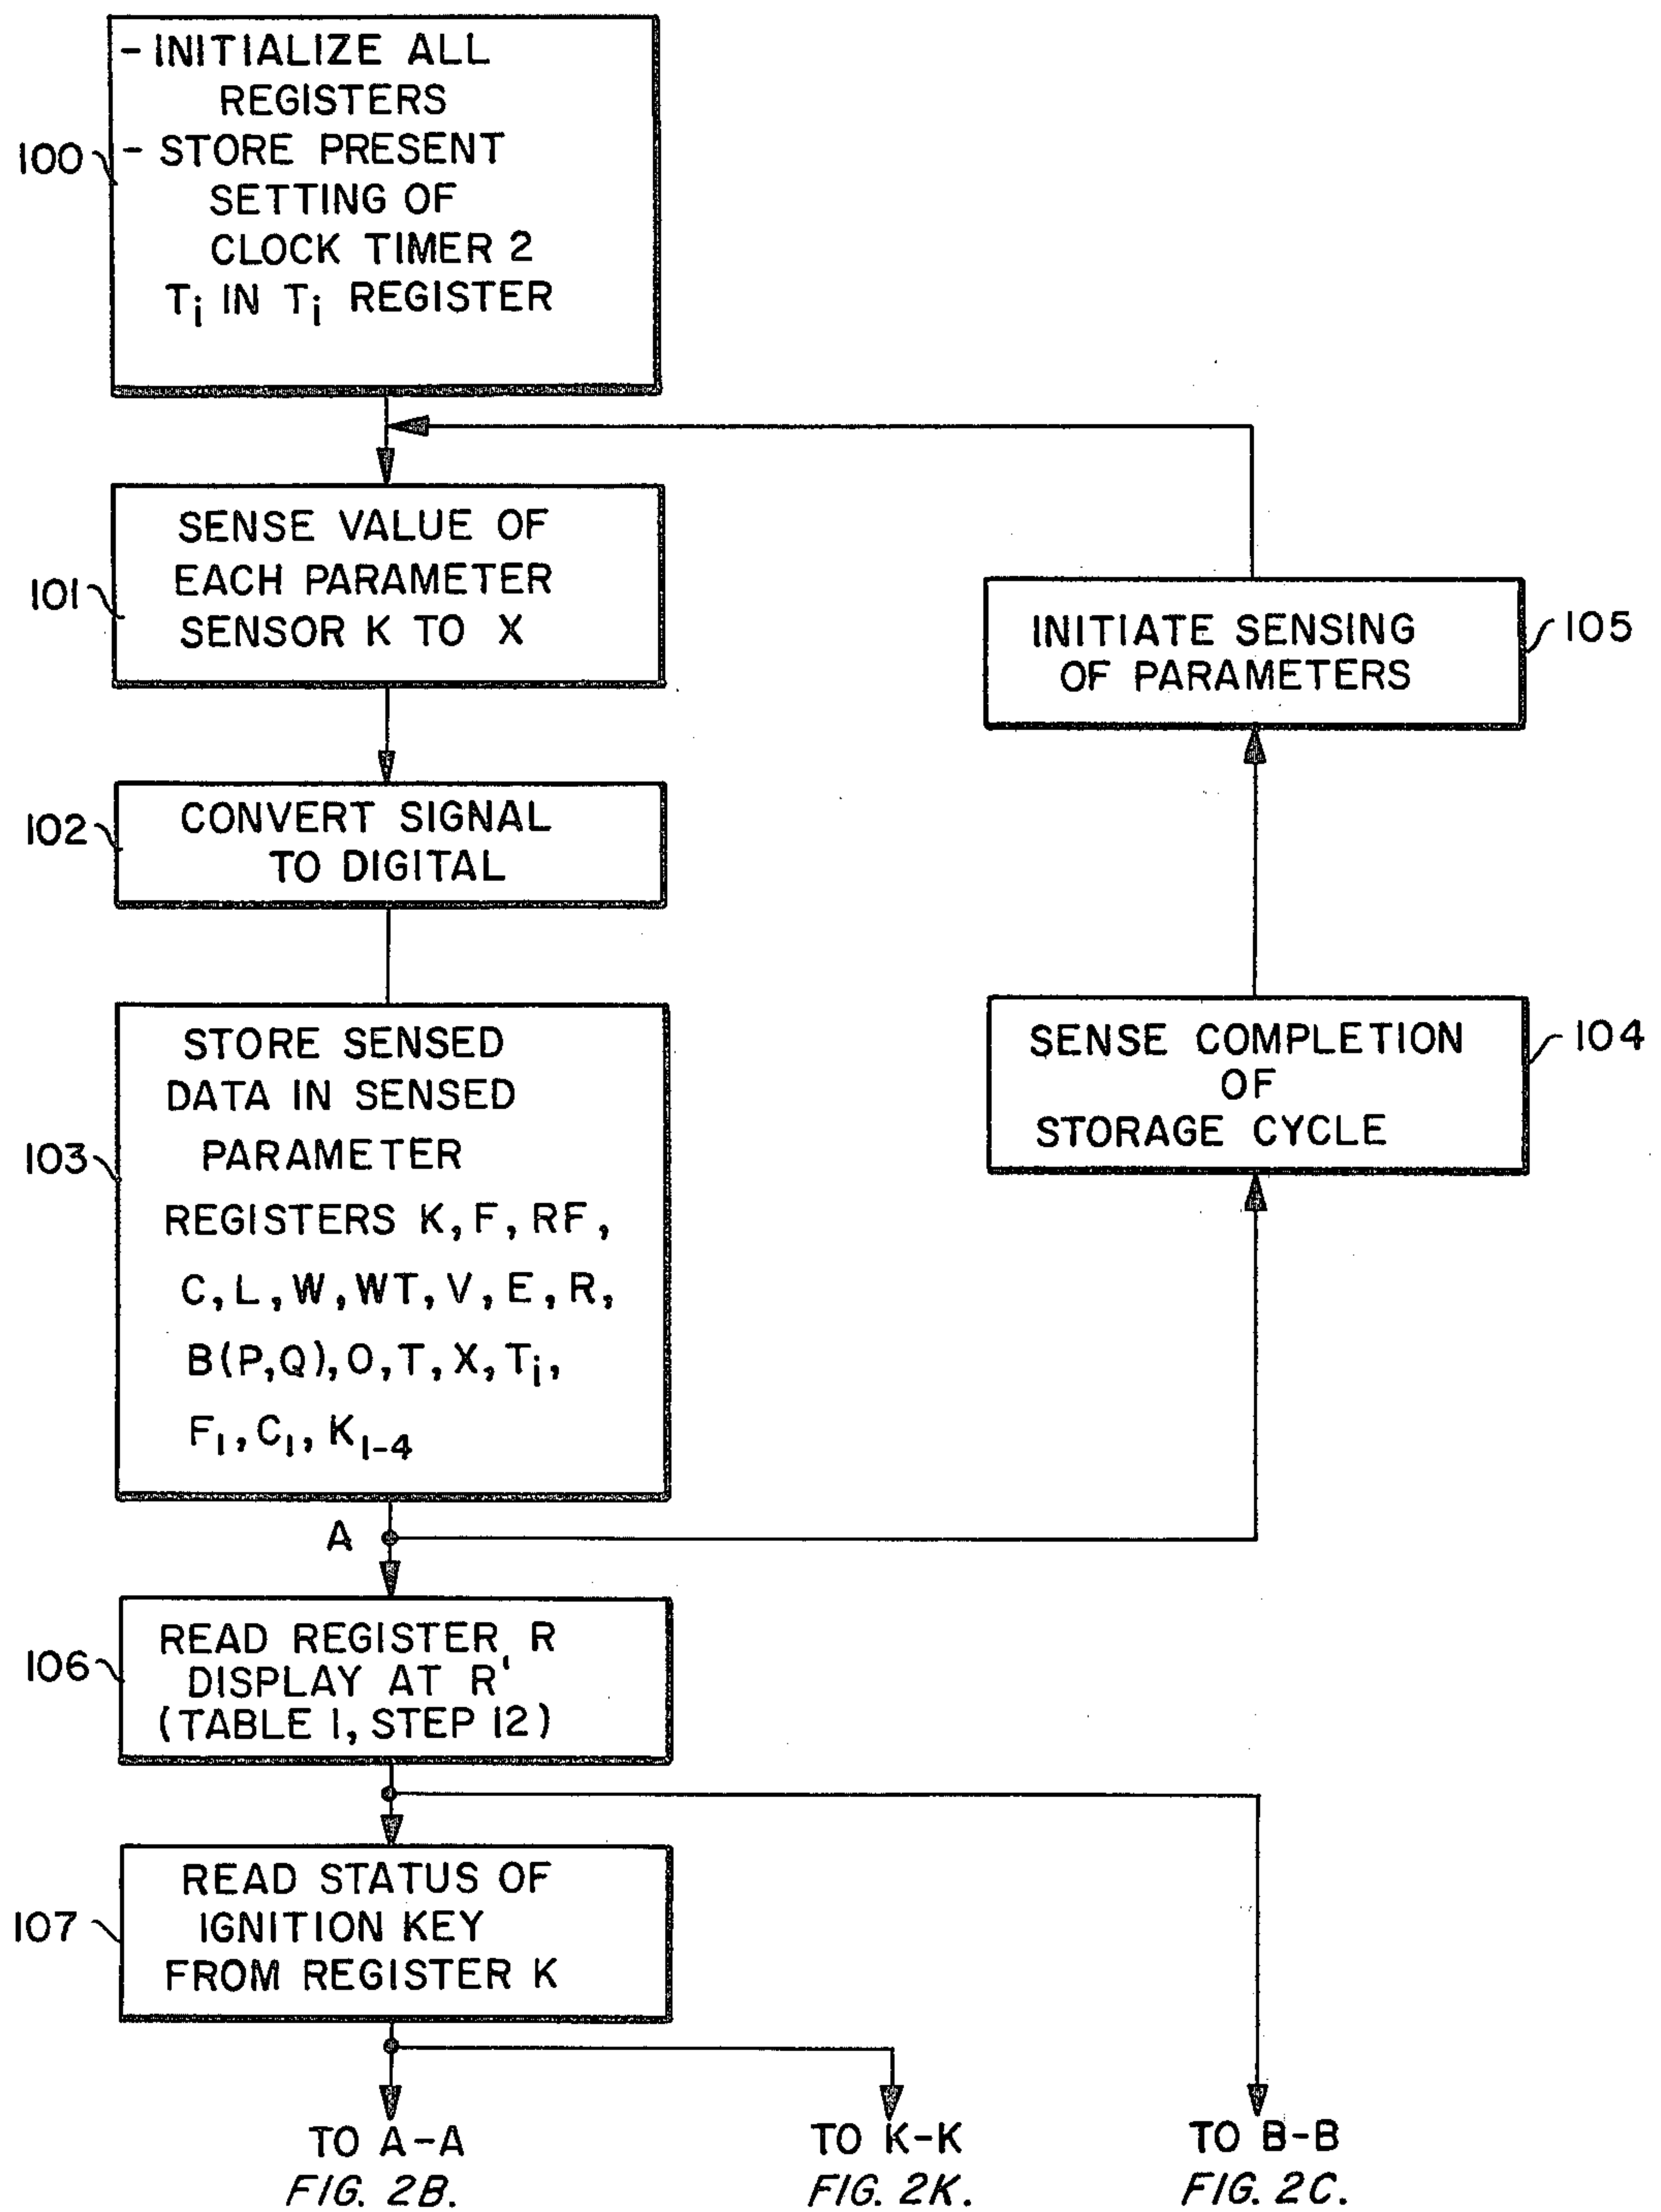 - INITIALIZE ALL
REGISTERS
- STORE PRESENT
SETTING OF
CLOCK TIMER 2
Ti IN Ti REGISTER
100
SENSE VALUE OF
EACH PARAMETER
SENSOR K TO X
101
INITIATE SENSING
OF PARAMETERS
105
CONVERT SIGNAL
TO DIGITAL
102
STORE SENSED
DATA IN SENSED
PARAMETER
REGISTERS K, F, RF,
C, L, W, WT, V, E, R,
B(P,Q), O, T, X, Ti,
F1, C1, K1-4
103
SENSE COMPLETION
OF
STORAGE CYCLE
104
A
READ REGISTER R
DISPLAY AT R'
(TABLE 1, STEP 12)
106
READ STATUS OF
IGNITION KEY
FROM REGISTER K
107
TO A-A
FIG. 2B.
TO K-K
FIG. 2K.
TO B-B
FIG. 2C.